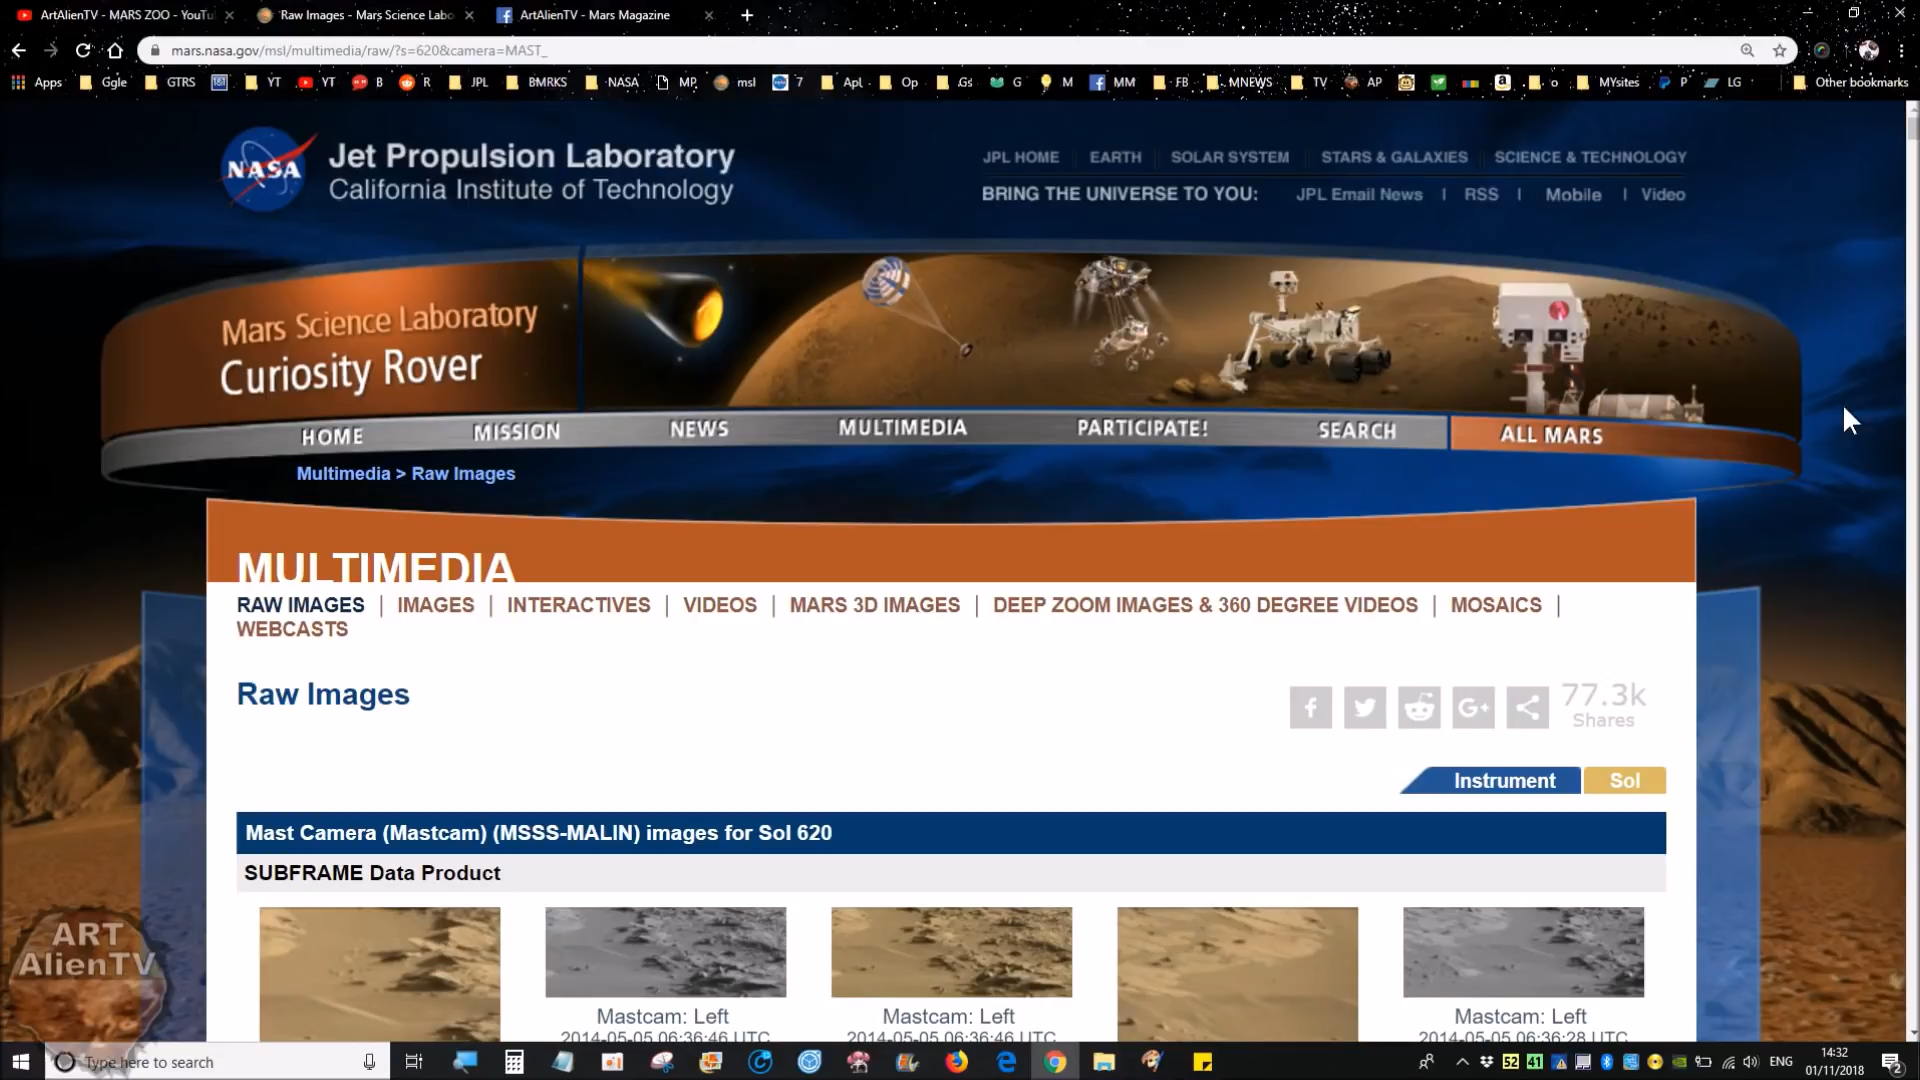 ArtAlienTV - MARS ZOO - YouTu
Raw Images - Mars Science Labo
ArtAlienTV - Mars Magazine
mars.nasa.gov/msl/multimedia/raw/?s=620&camera=MAST_
Apps Ggle GTRS YT YT B R JPL BMRKS NASA MP msl 7 Apl Op Gs G M MM FB MNEWS TV AP o MYsites P LG Other bookmarks
NASA
Jet Propulsion Laboratory
California Institute of Technology
JPL HOME EARTH SOLAR SYSTEM STARS & GALAXIES SCIENCE & TECHNOLOGY
BRING THE UNIVERSE TO YOU: JPL Email News | RSS | Mobile | Video
Mars Science Laboratory
Curiosity Rover
HOME MISSION NEWS MULTIMEDIA PARTICIPATE! SEARCH ALL MARS
Multimedia > Raw Images
MULTIMEDIA
RAW IMAGES | IMAGES | INTERACTIVES | VIDEOS | MARS 3D IMAGES | DEEP ZOOM IMAGES & 360 DEGREE VIDEOS | MOSAICS |
WEBCASTS
Raw Images
77.3k
Shares
Instrument Sol
Mast Camera (Mastcam) (MSSS-MALIN) images for Sol 620
SUBFRAME Data Product
Mastcam: Left Mastcam: Left Mastcam: Left
2014-05-05 06:36:46 UTC 2014-05-05 06:36:46 UTC 2014-05-05 06:36:28 UTC
ART
AlienTV
Type here to search
52 41 ENG
14:32
01/11/2018
2